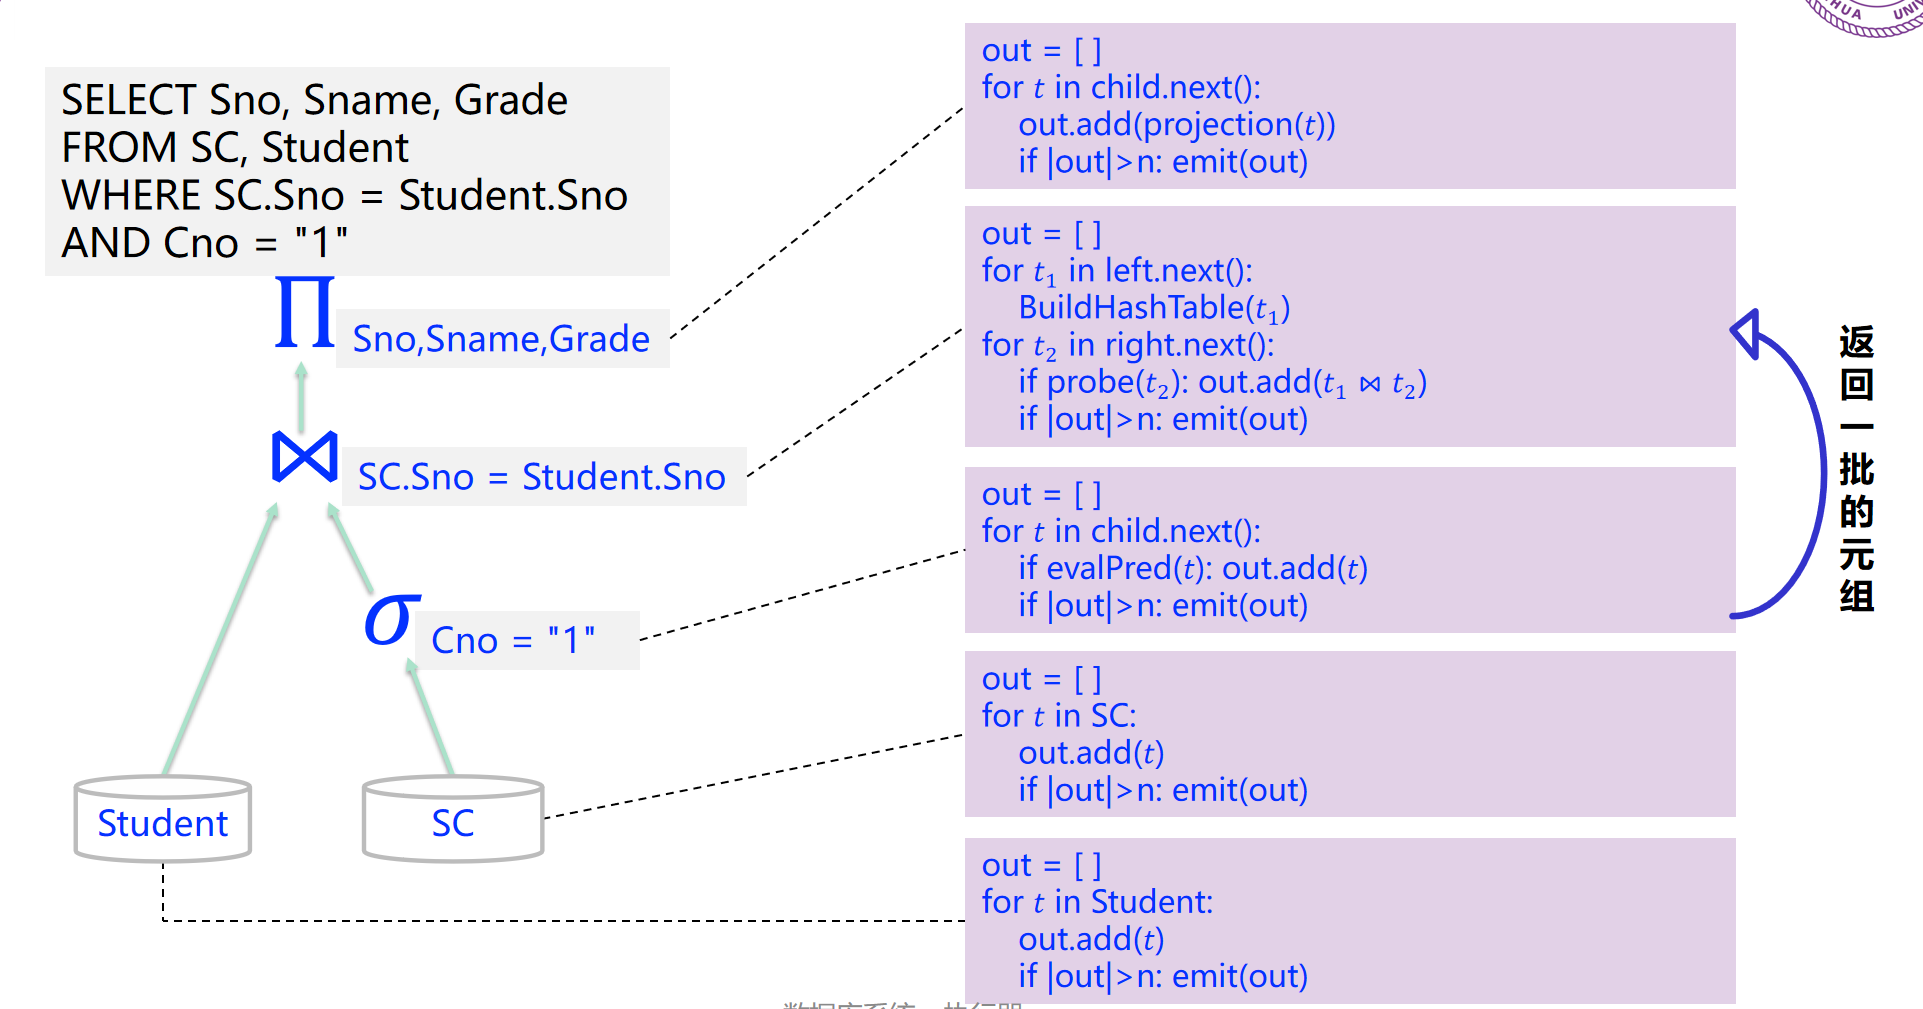 SELECT Sno, Sname, Grade
FROM SC, Student
WHERE SC.Sno = Student.Sno
AND Cno = "1"
∏
Sno,Sname,Grade
⋈
SC.Sno = Student.Sno
σ
Cno = "1"
Student
SC
out = [ ]
for t in child.next():
out.add(projection(t))
if |out|>n: emit(out)
out = [ ]
for t₁ in left.next():
BuildHashTable(t₁)
for t₂ in right.next():
if probe(t₂): out.add(t₁ ⋈ t₂)
if |out|>n: emit(out)
out = [ ]
for t in child.next():
if evalPred(t): out.add(t)
if |out|>n: emit(out)
out = [ ]
for t in SC:
out.add(t)
if |out|>n: emit(out)
out = [ ]
for t in Student:
out.add(t)
if |out|>n: emit(out)
返回一批的元组